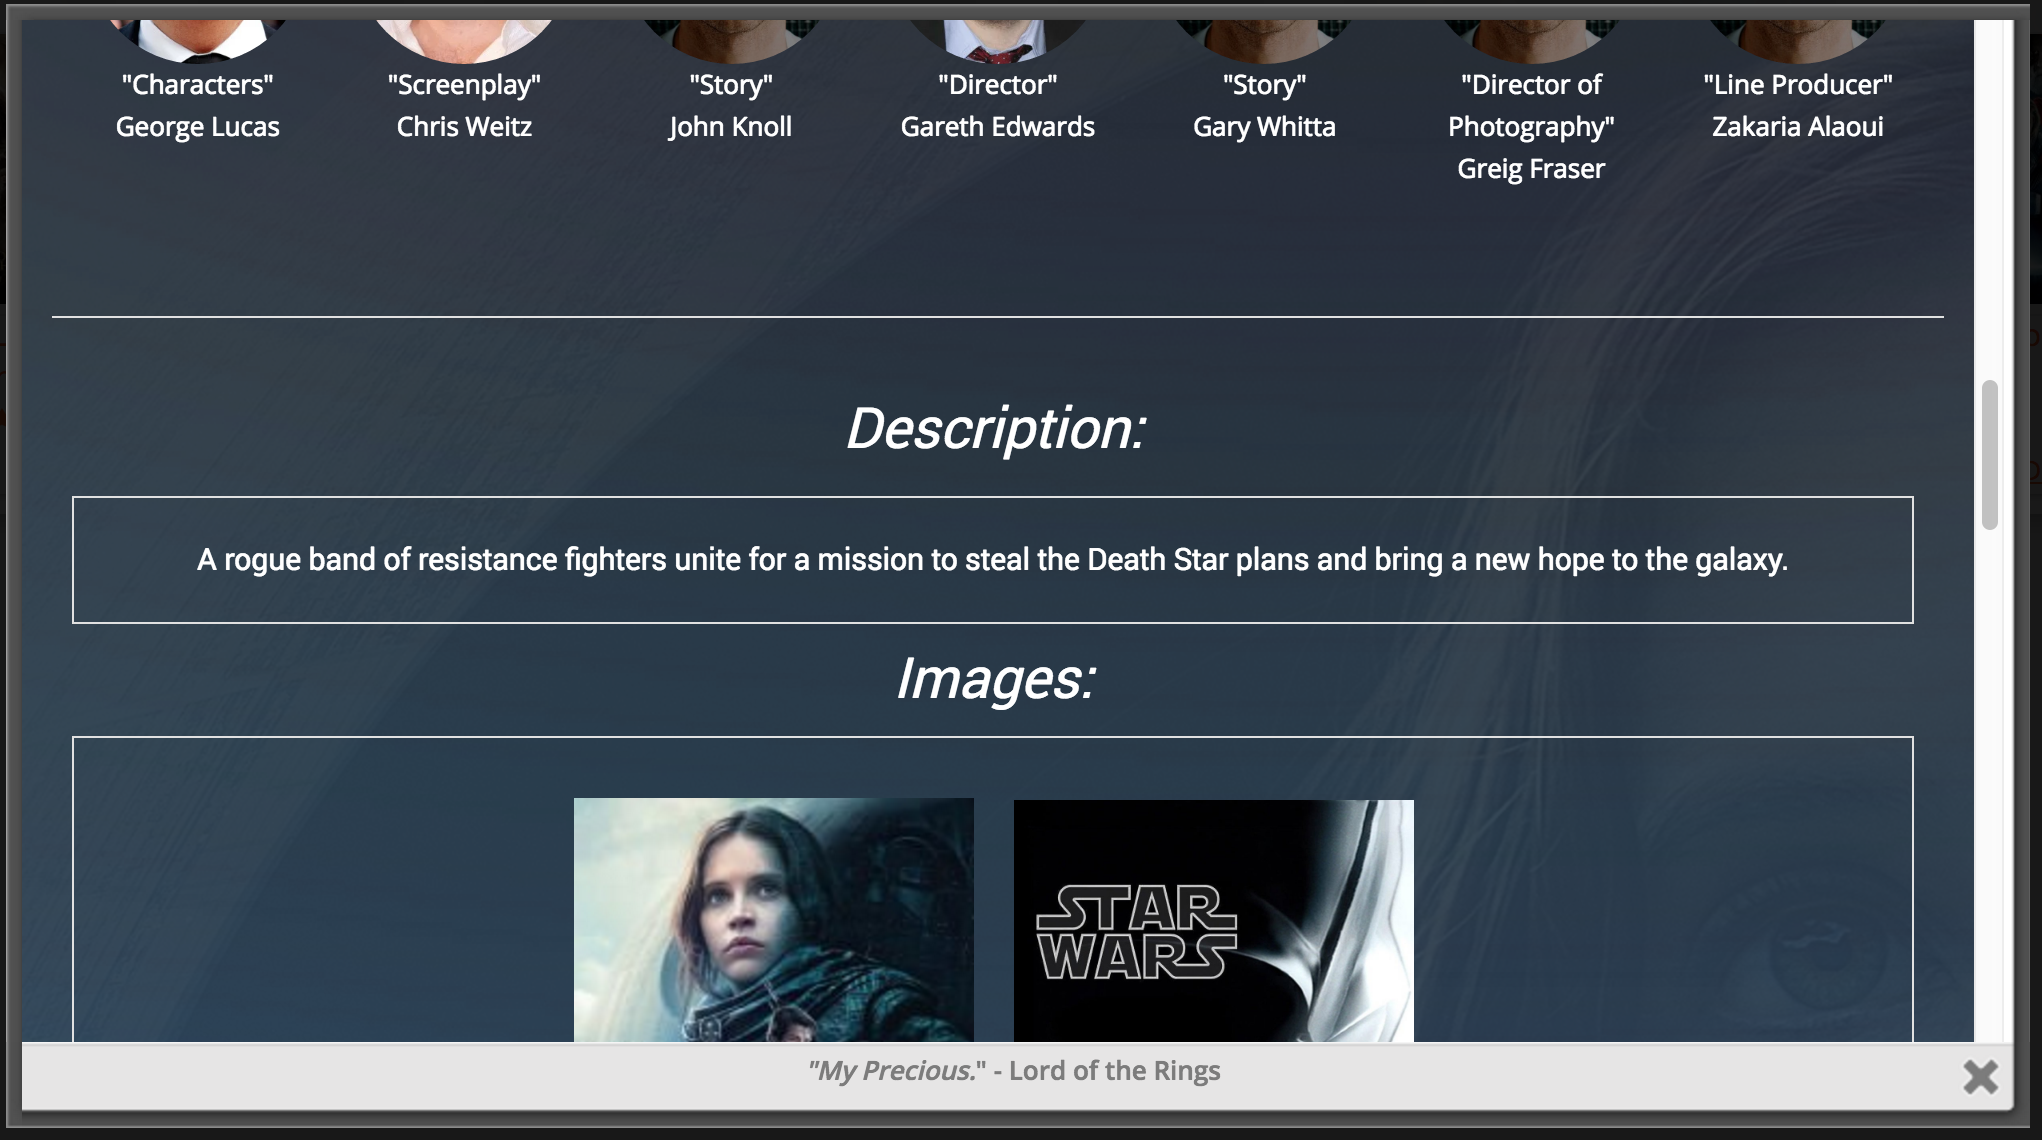 "Characters"
George Lucas
"Screenplay"
Chris Weitz
"Story"
John Knoll
"Director"
Gareth Edwards
"Story"
Gary Whitta
"Director of
Photography"
Greig Fraser
"Line Producer"
Zakaria Alaoui
Description:
A rogue band of resistance fighters unite for a mission to steal the Death Star plans and bring a new hope to the galaxy.
Images:
STAR
WARS
"My Precious." - Lord of the Rings